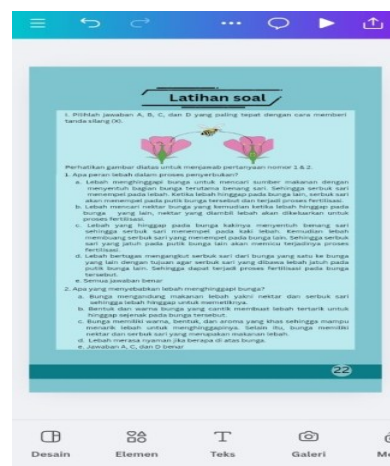 Latihan soal
I. Pilihlah jawaban A, B, C, dan D yang paling tepat dengan cara memberi
tanda silang (X).
Perhatikan gambar diatas untuk menjawab pertanyaan nomor 1 & 2.
1. Apa peran lebah dalam proses penyerbukan?
a. Lebah menghinggapi bunga untuk mencari sumber makanan dengan
menyentuh bagian bunga terutama benang sari. Sehingga serbuk sari
menempel pada lebah. Ketika lebah hinggap pada bunga lain, serbuk sari
akan menempel pada putik bunga tersebut dan terjadi proses fertilisasi.
b. Lebah mencari nektar bunga yang kemudian ketika lebah hinggap pada
bunga yang lain, nektar yang diambil lebah akan dikeluarkan untuk
proses fertilisasi.
c. Lebah yang hinggap pada bunga kakinya menyentuh benang sari
sehingga serbuk sari menempel pada kaki lebah. Kemudian lebah
membuang serbuk sari yang menempel pada bunga lain. Sehingga serbuk
sari yang jatuh pada putik bunga lain akan memicu terjadinya proses
fertilisasi.
d. Lebah bertugas mengangkut serbuk sari dari bunga yang satu ke bunga
yang lain dengan tujuan agar serbuk sari yang dibawa lebah jatuh pada
putik bunga lain. Sehingga dapat terjadi proses fertilisasi pada bunga
tersebut.
e. Semua jawaban benar
2. Apa yang menyebabkan lebah menghinggapi bunga?
a. Bunga mengandung makanan lebah yakni nektar dan serbuk sari
sehingga lebah hinggap untuk memetiknya.
b. Bentuk dan warna bunga yang cantik membuat lebah tertarik untuk
hinggap sejenak pada bunga tersebut.
c. Bunga memiliki warna, bentuk, dan aroma yang khas sehingga mampu
menarik lebah untuk menghinggapinya. Selain itu, bunga memiliki
nektar dan serbuk sari yang merupakan makanan lebah.
d. Lebah merasa nyaman jika berapa di atas bunga.
e. Jawaban A, C, dan D benar
22
Desain Elemen Teks Galeri